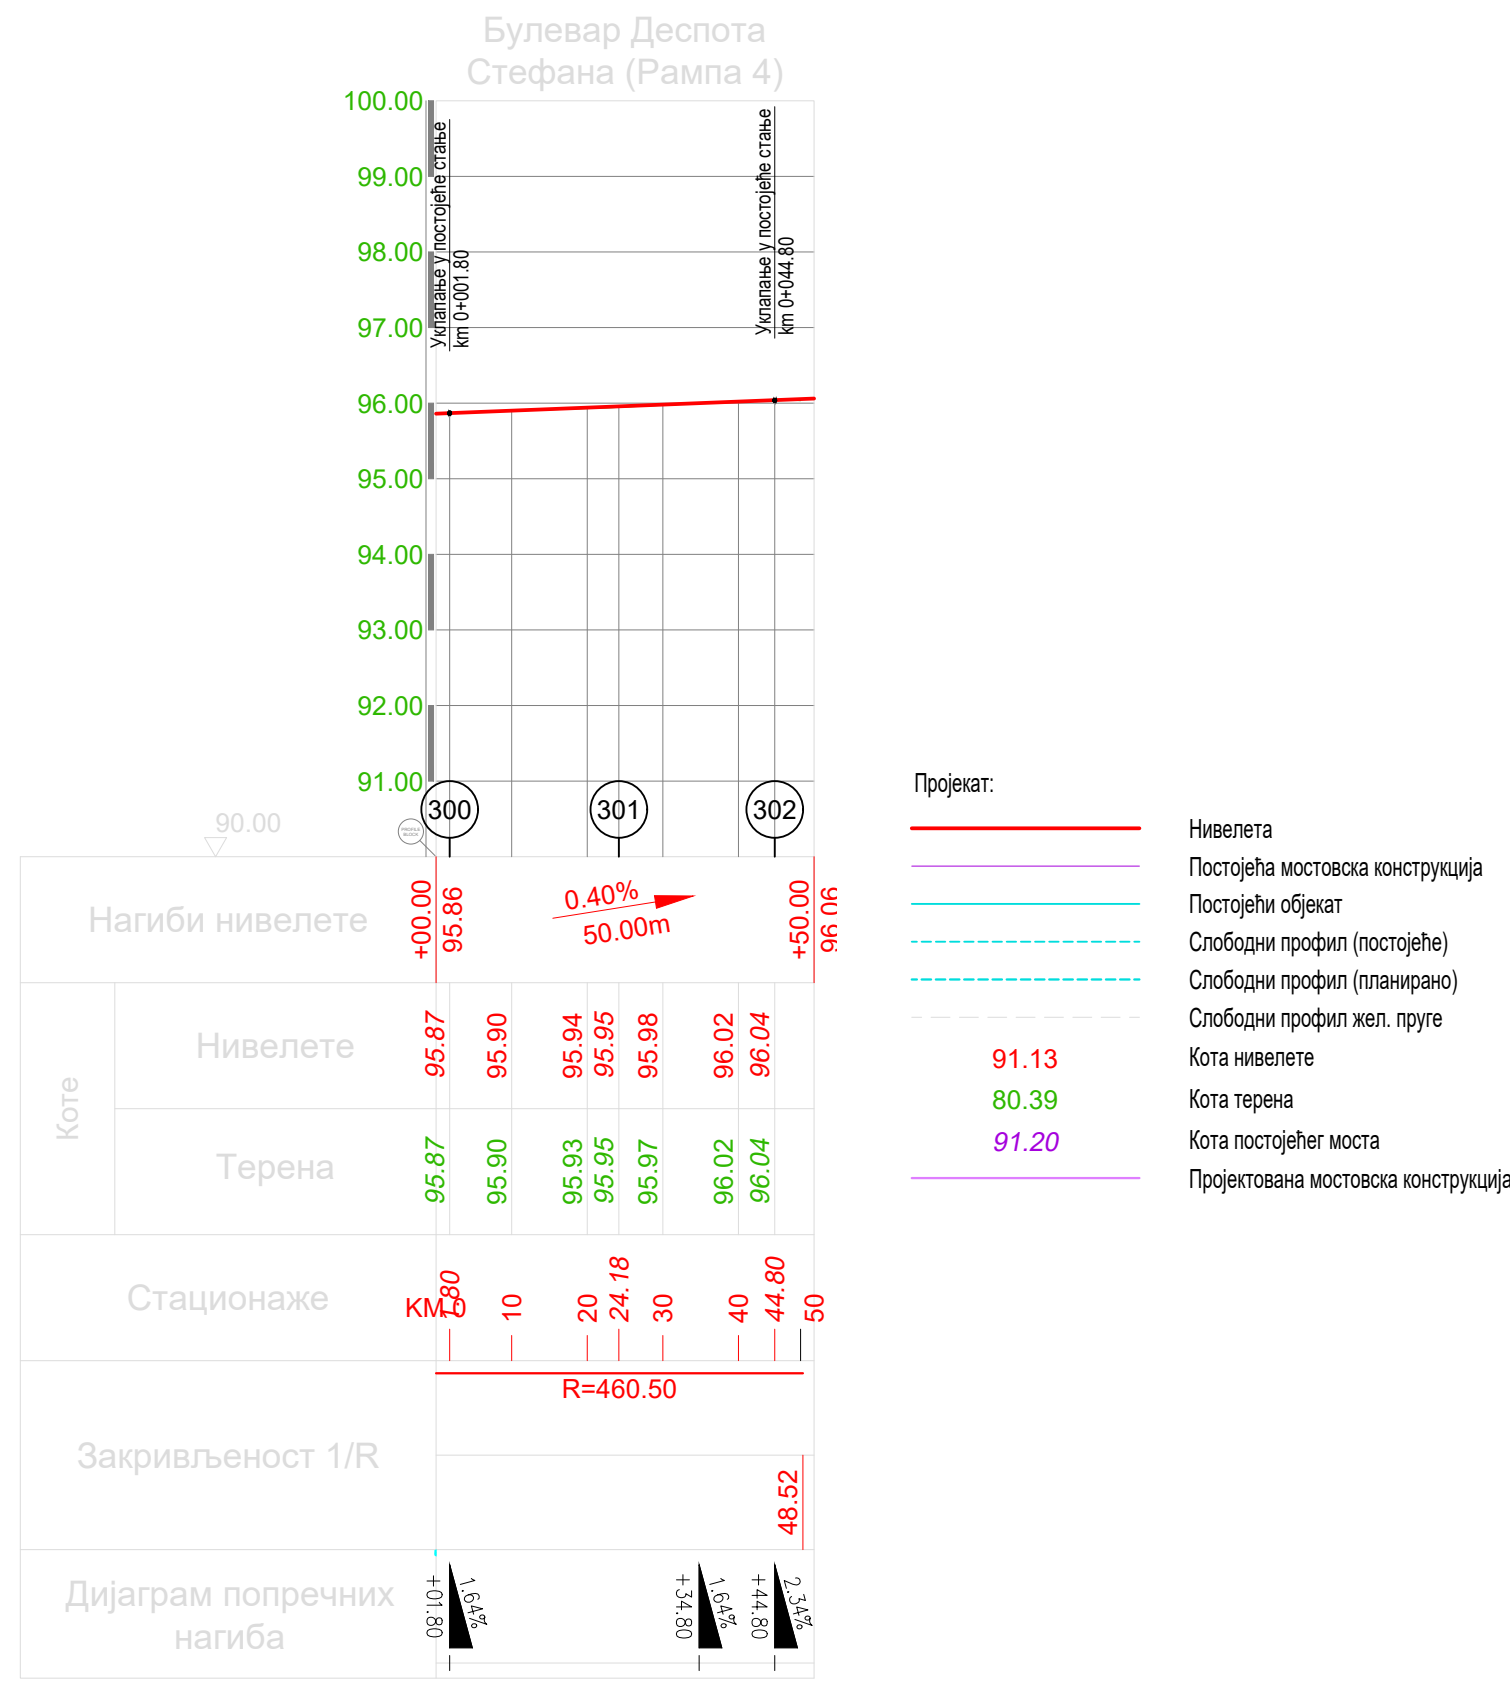 Булевар Деспота
Стефана (Рампа 4)
100.00
99.00
98.00
97.00
96.00
95.00
94.00
93.00
92.00
91.00
Уклапање у постојеће стање
km 0+001.80
Уклапање у постојеће стање
km 0+044.80
300
301
302
90.00
PROFILE
BLOCK
Нагиби нивелете
+00.00
95.86
0.40%
50.00m
+50.00
96.06
Коте
Нивелете
95.87
95.90
95.94
95.95
95.98
96.02
96.04
Терена
95.87
95.90
95.93
95.95
95.97
96.02
96.04
Стационаже
KM 0
1.80
10
20
24.18
30
40
44.80
50
Закривљеност 1/R
R=460.50
48.52
Дијаграм попречних
нагиба
+01.80
1.64%
+34.80
1.64%
+44.80
2.34%
Пројекат:
Нивелета
Постојећа мостовска конструкција
Постојећи објекат
Слободни профил (постојеће)
Слободни профил (планирано)
Слободни профил жел. пруге
91.13 Кота нивелете
80.39 Кота терена
91.20 Кота постојећег моста
Пројектована мостовска конструкција